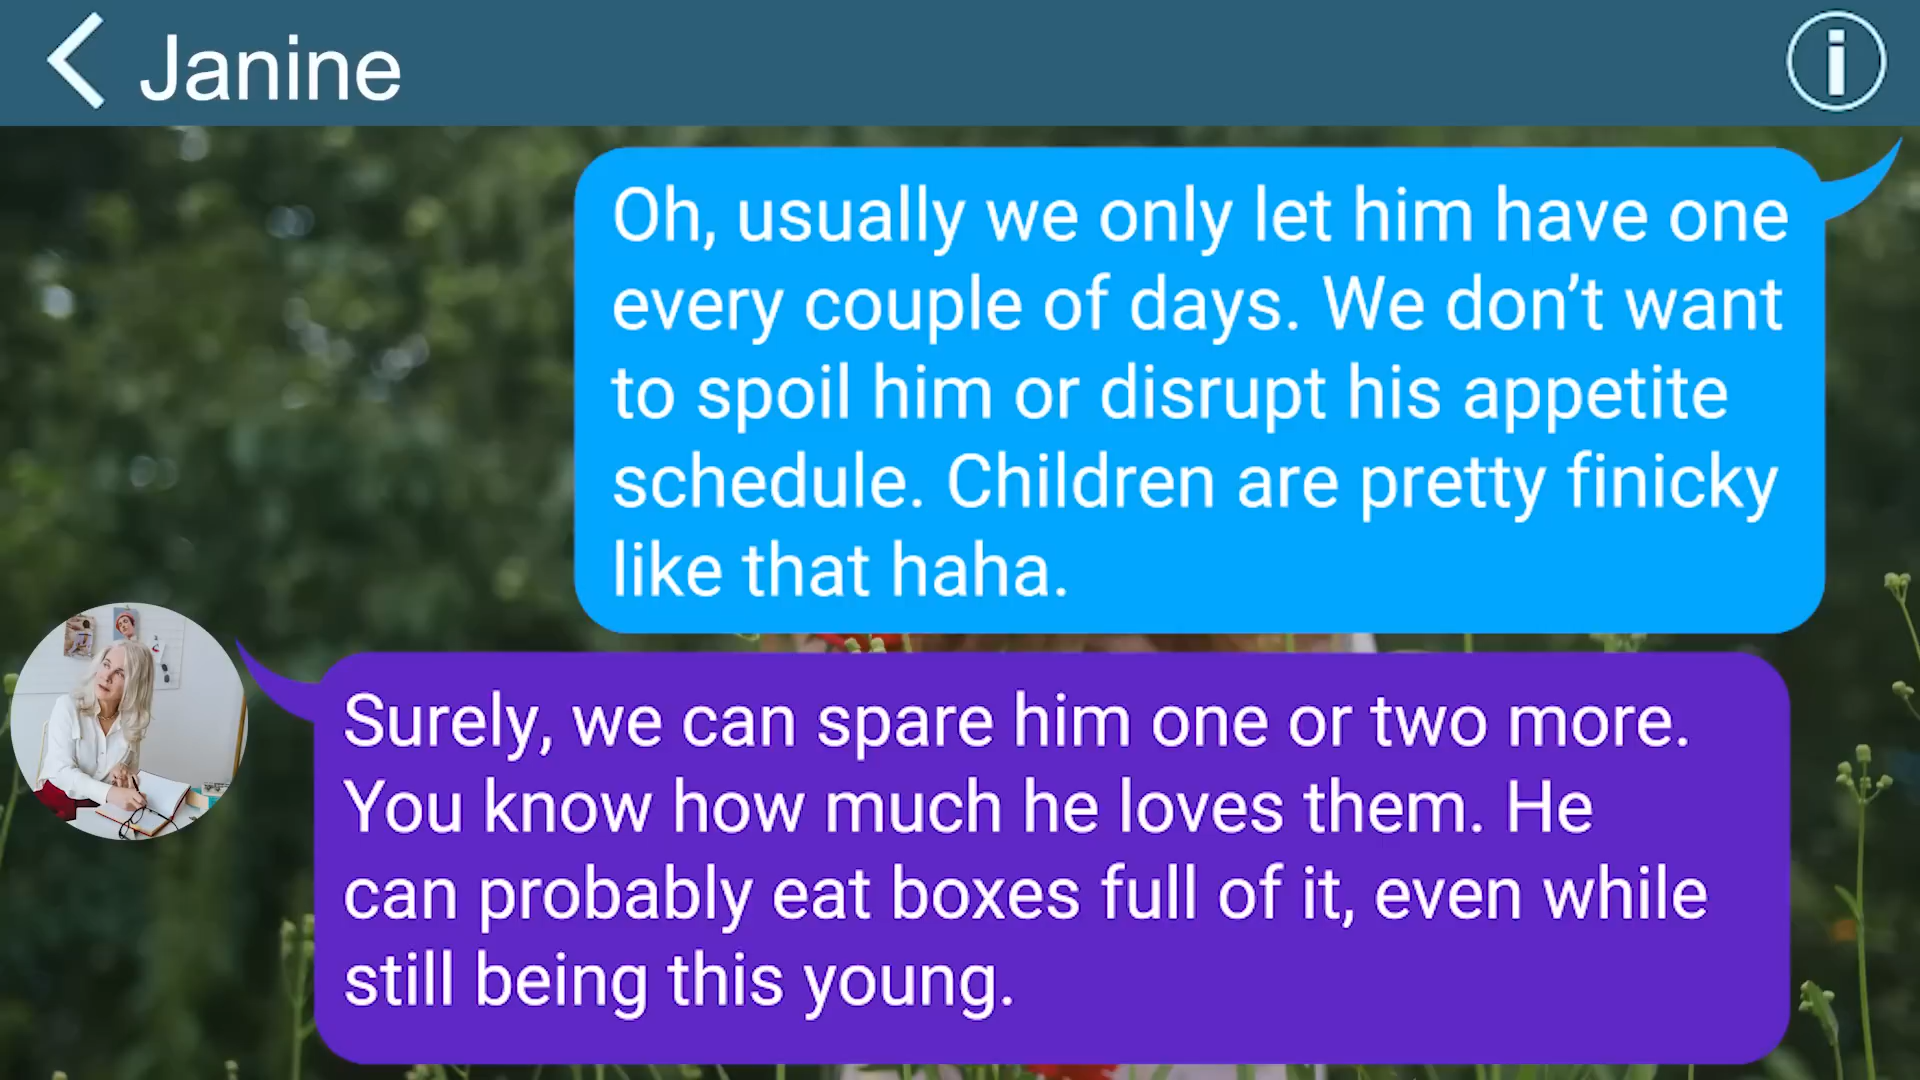 Janine
Oh, usually we only let him have one
every couple of days. We don’t want
to spoil him or disrupt his appetite
schedule. Children are pretty finicky
like that haha.
Surely, we can spare him one or two more.
You know how much he loves them. He
can probably eat boxes full of it, even while
still being this young.